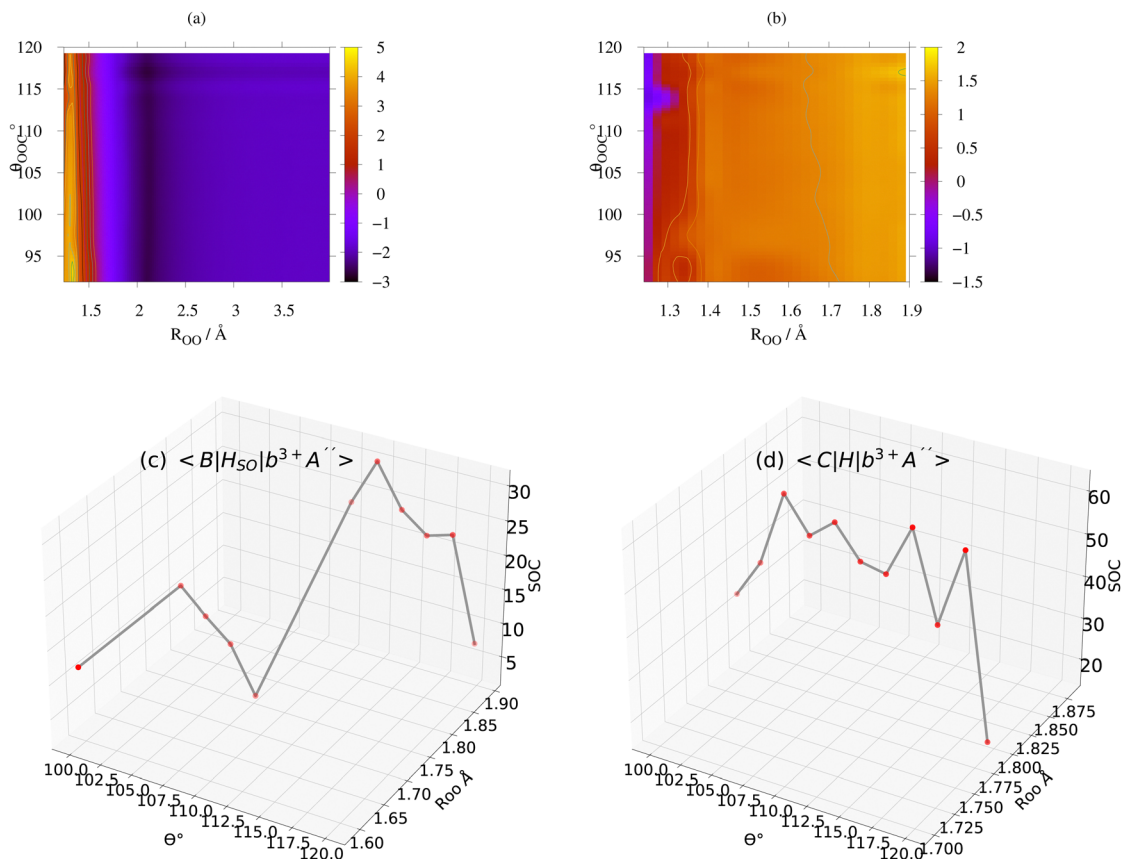 (a)
120
115
110
105
100
95
θOOC °
1.5 2 2.5 3 3.5
ROO / Å
5
4
3
2
1
0
−1
−2
−3
(b)
120
115
110
105
100
95
θOOC °
1.3 1.4 1.5 1.6 1.7 1.8 1.9
ROO / Å
2
1.5
1
0.5
0
−0.5
−1
−1.5
(c) <B|HSO|b³⁺A´´>
30
25
20
15
10
5
SOC
100.0 102.5 105.0 107.5 110.0 112.5 115.0 117.5 120.0
Θ°
1.60 1.65 1.70 1.75 1.80 1.85 1.90
Roo Å
(d) <C|H|b³⁺A´´>
60
50
40
30
20
SOC
100.0 102.5 105.0 107.5 110.0 112.5 115.0 117.5 120.0
Θ°
1.700 1.725 1.750 1.775 1.800 1.825 1.850 1.875
Roo Å